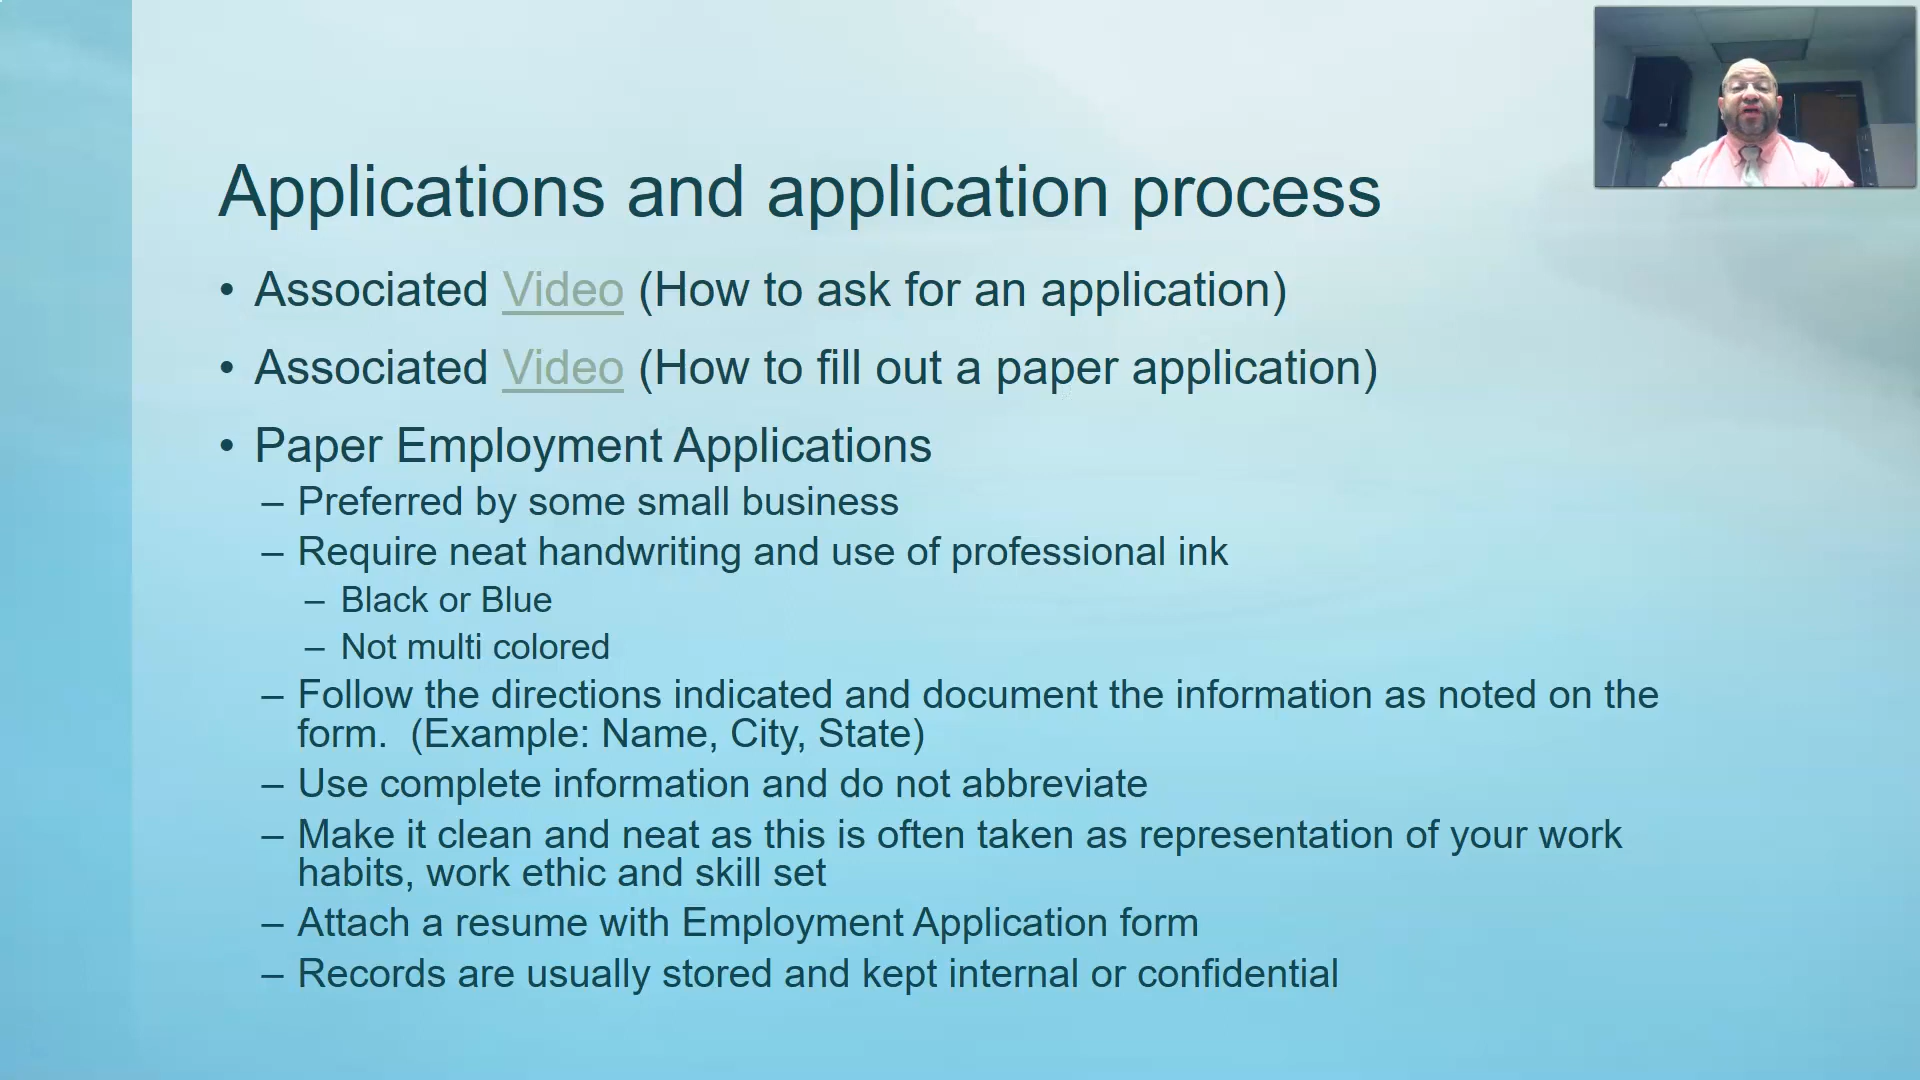 Applications and application process
• Associated Video (How to ask for an application)
• Associated Video (How to fill out a paper application)
• Paper Employment Applications
– Preferred by some small business
– Require neat handwriting and use of professional ink
– Black or Blue
– Not multi colored
– Follow the directions indicated and document the information as noted on the
form.  (Example: Name, City, State)
– Use complete information and do not abbreviate
– Make it clean and neat as this is often taken as representation of your work
habits, work ethic and skill set
– Attach a resume with Employment Application form
– Records are usually stored and kept internal or confidential